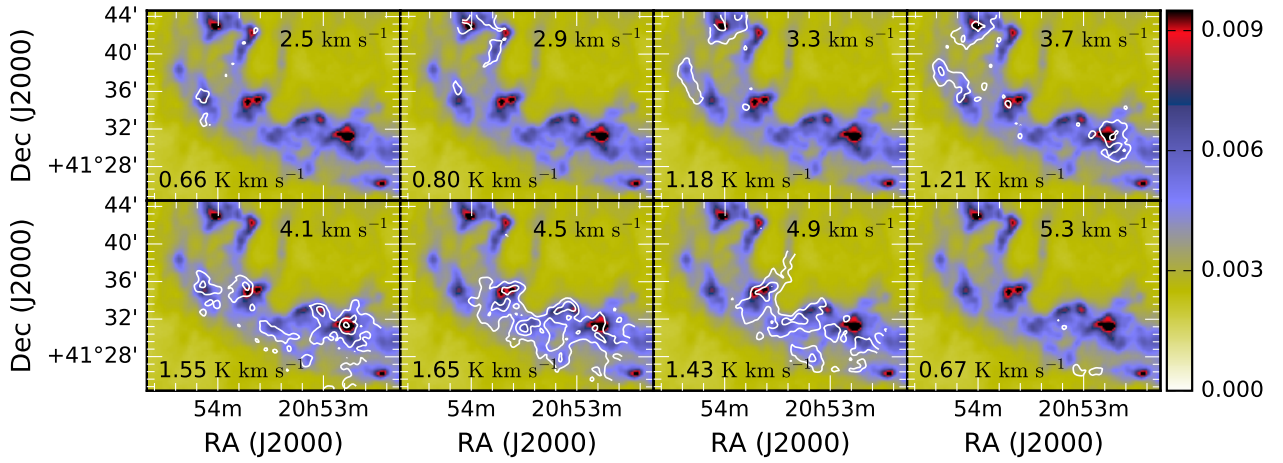 44'
40'
36'
32'
+41°28'
Dec (J2000)
2.5 km s⁻¹
0.66 K km s⁻¹
2.9 km s⁻¹
0.80 K km s⁻¹
3.3 km s⁻¹
1.18 K km s⁻¹
3.7 km s⁻¹
1.21 K km s⁻¹
44'
40'
36'
32'
+41°28'
Dec (J2000)
4.1 km s⁻¹
1.55 K km s⁻¹
4.5 km s⁻¹
1.65 K km s⁻¹
4.9 km s⁻¹
1.43 K km s⁻¹
5.3 km s⁻¹
0.67 K km s⁻¹
54m 20h53m
54m 20h53m
54m 20h53m
54m 20h53m
RA (J2000)
RA (J2000)
RA (J2000)
RA (J2000)
0.009
0.006
0.003
0.000